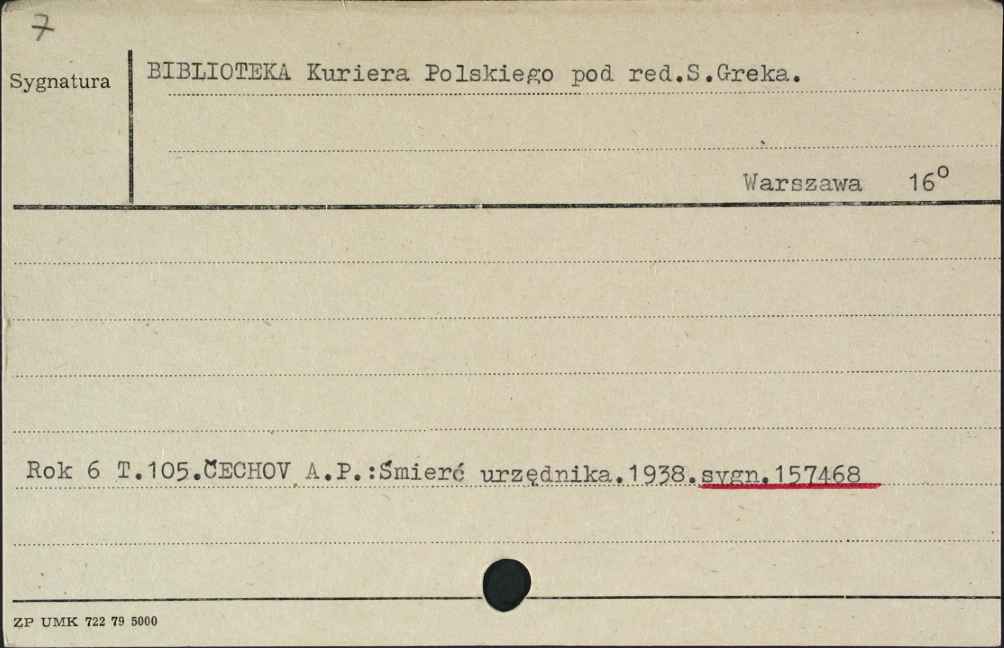 7
Sygnatura
BIBLIOTEKA Kuriera Polskiego pod red.S.Greka.
Warszawa 16°
Rok 6 T.105.ČECHOV A.P.:Śmierć urzędnika.1938.sygn.157468
ZP UMK 722 79 5000